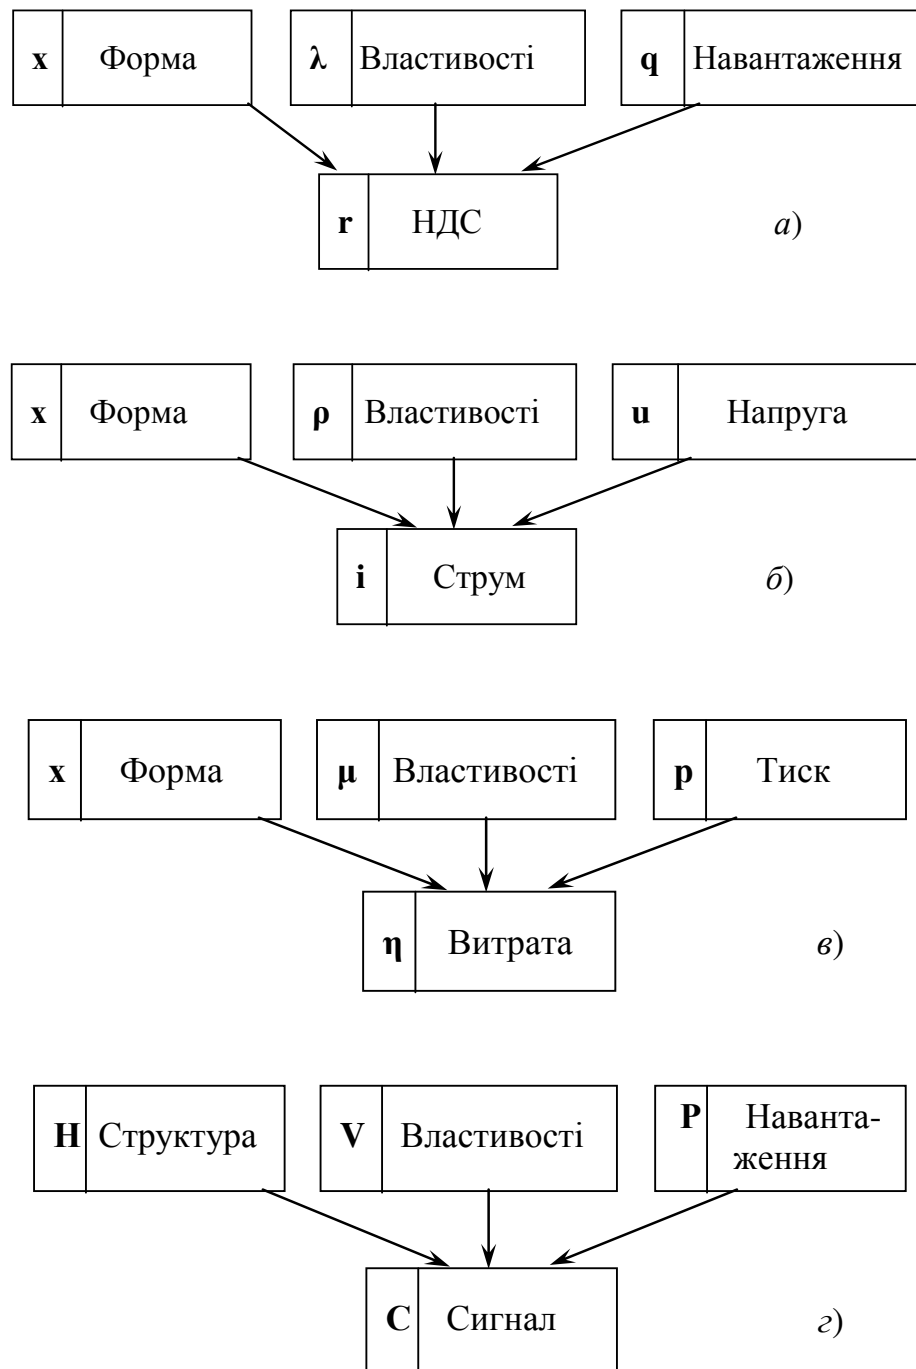 x Форма λ Властивості q Навантаження
r НДС а)
x Форма ρ Властивості u Напруга
i Струм б)
x Форма μ Властивості p Тиск
η Витрата в)
H Структура V Властивості P Наванта-
ження
C Сигнал г)